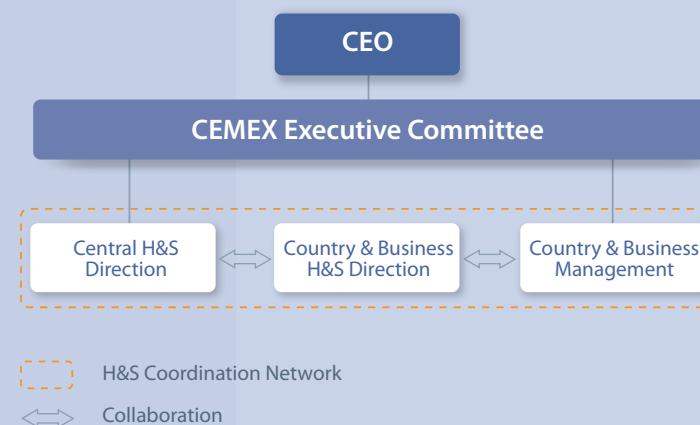 CEO
CEMEX Executive Committee
Central H&S
Direction
Country & Business
H&S Direction
Country & Business
Management
H&S Coordination Network
Collaboration